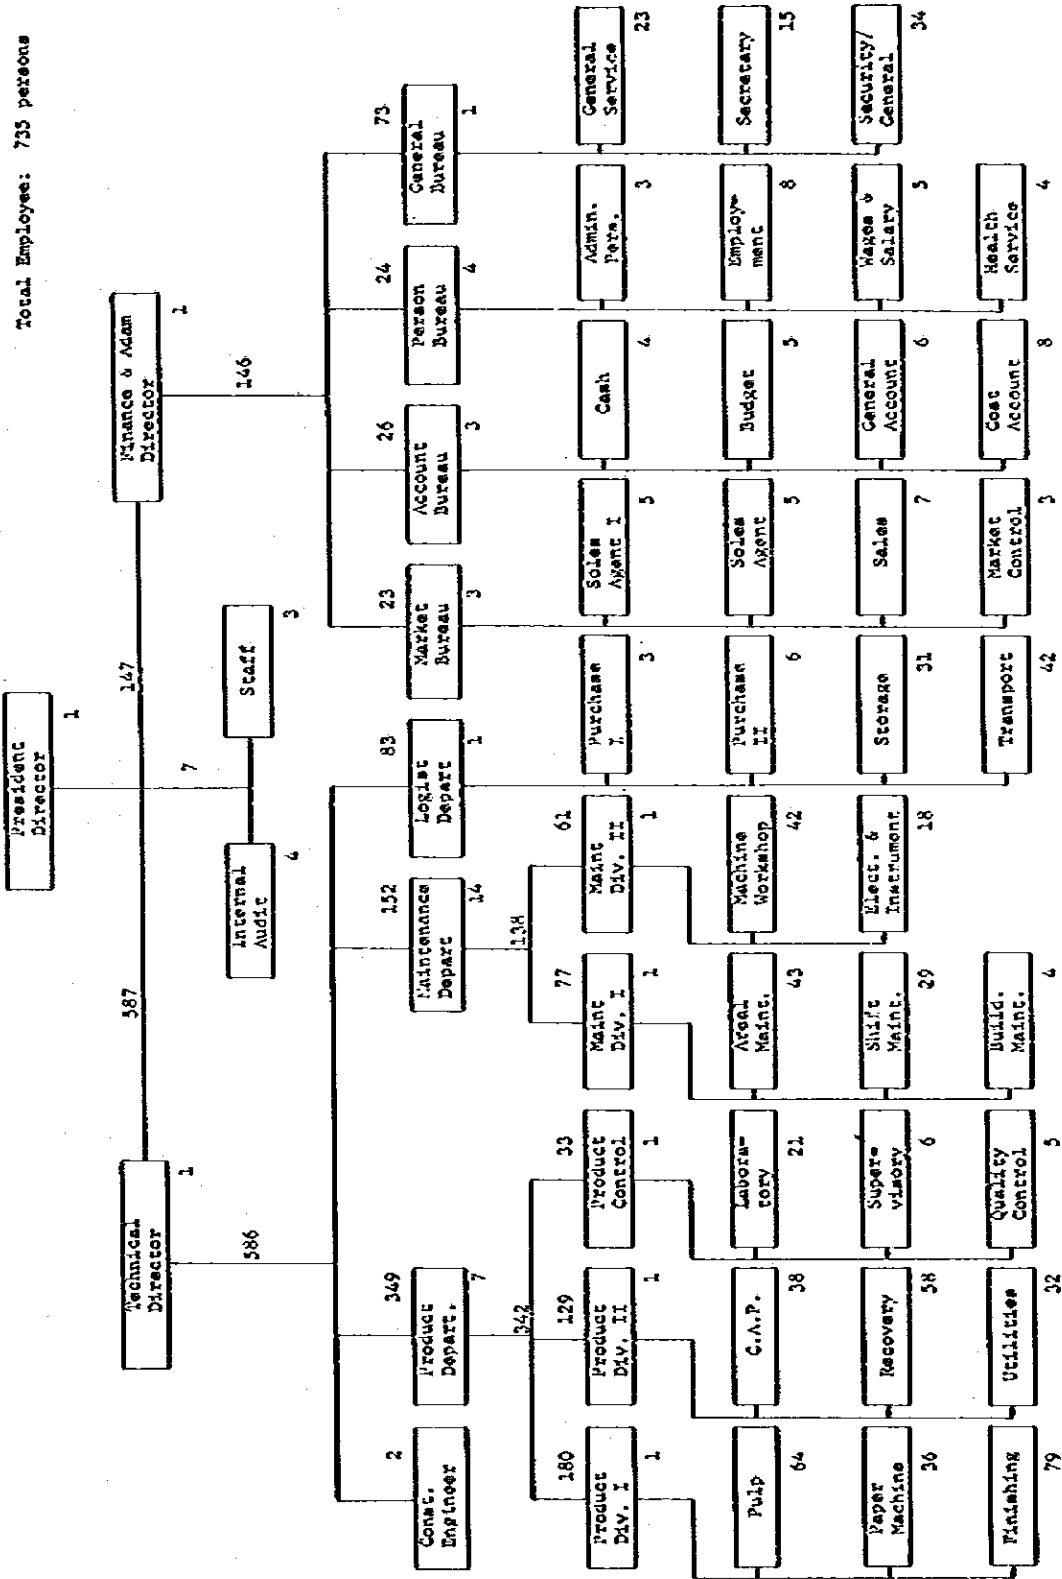 Total Employee: 735 persons
President
Director
1
587
147
7
Technical
Director
1
Finance & Adam
Director
1
Internal
Audit
4
Staff
3
586
146
Const.
Engineer
2
Product
Depart.
349
7
Maintenance
Depart
152
14
Logist
Depart
83
1
Market
Bureau
23
3
Account
Bureau
26
3
Person
Bureau
24
4
General
Bureau
73
1
342
138
Product
Div. I
180
1
Product
Div. II
129
1
Product
Control
33
1
Maint
Div. I
77
1
Maint
Div. II
61
1
Purchase
I
3
Soles
Agent I
5
Cash
4
Admin.
Pers.
3
General
Service
23
Pulp
64
C.A.P.
38
Labora-
tory
21
Areal
Maint.
43
Machine
Workshop
42
Purchase
II
6
Soles
Agent
5
Budget
5
Employ-
ment
8
Secretary
15
Paper
Machine
36
Recovery
58
Super-
visory
6
Shift
Maint.
29
Elect. &
Instrument
18
Storage
31
Sales
7
General
Account
6
Wages &
Salary
5
Security/
General
34
Finishing
79
Utilities
32
Quality
Control
5
Build.
Maint.
4
Transport
42
Market
Control
3
Cost
Account
8
Health
Service
4